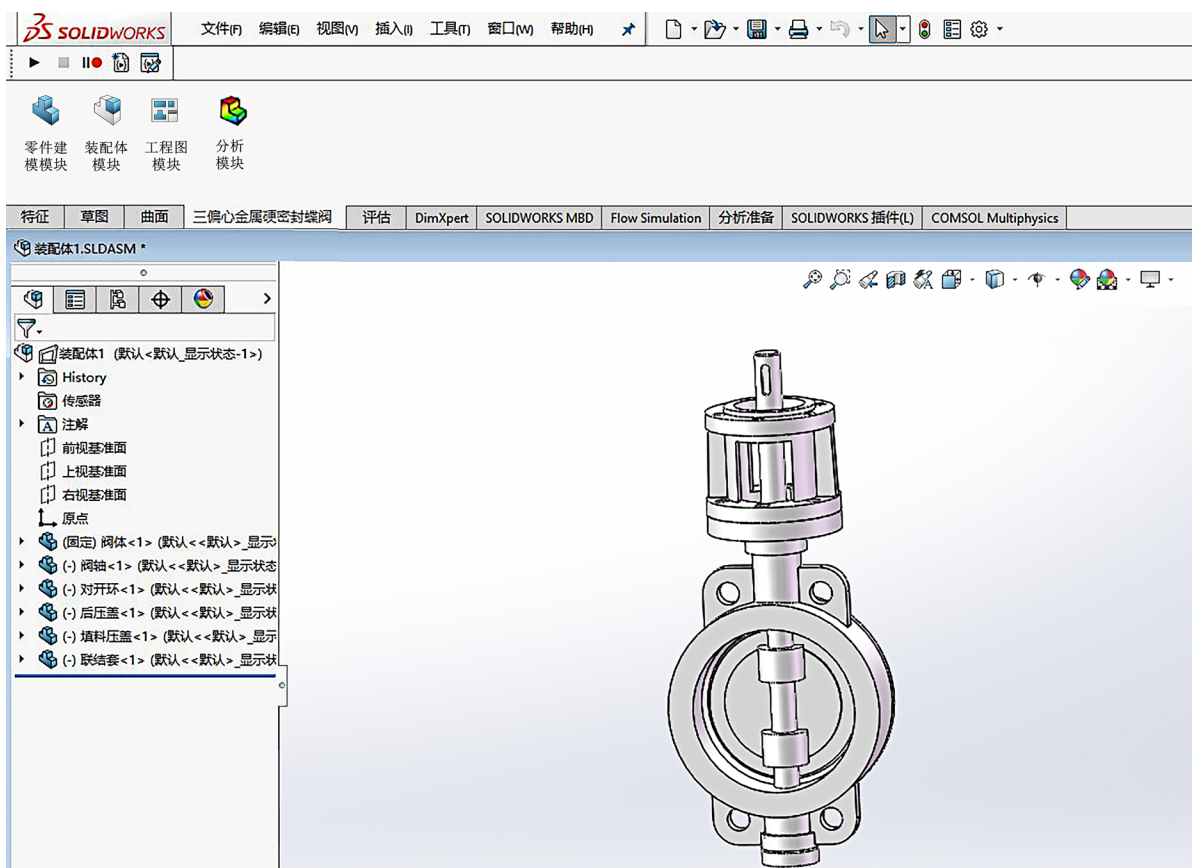 SOLIDWORKS 文件(F) 编辑(E) 视图(V) 插入(I) 工具(T) 窗口(W) 帮助(H)
零件建模模块 装配体模块 工程图模块 分析模块
特征 草图 曲面 三偏心金属硬密封蝶阀 评估 DimXpert SOLIDWORKS MBD Flow Simulation 分析准备 SOLIDWORKS 插件(L) COMSOL Multiphysics
装配体1.SLDASM *
装配体1 (默认<默认_显示状态-1>)
History
传感器
A 注解
前视基准面
上视基准面
右视基准面
原点
(固定) 阀体<1> (默认<<默认>_显示
(-) 阀轴<1> (默认<<默认>_显示状态
(-) 对开环<1> (默认<<默认>_显示状
(-) 后压盖<1> (默认<<默认>_显示状
(-) 填料压盖<1> (默认<<默认>_显示
(-) 联结套<1> (默认<<默认>_显示状